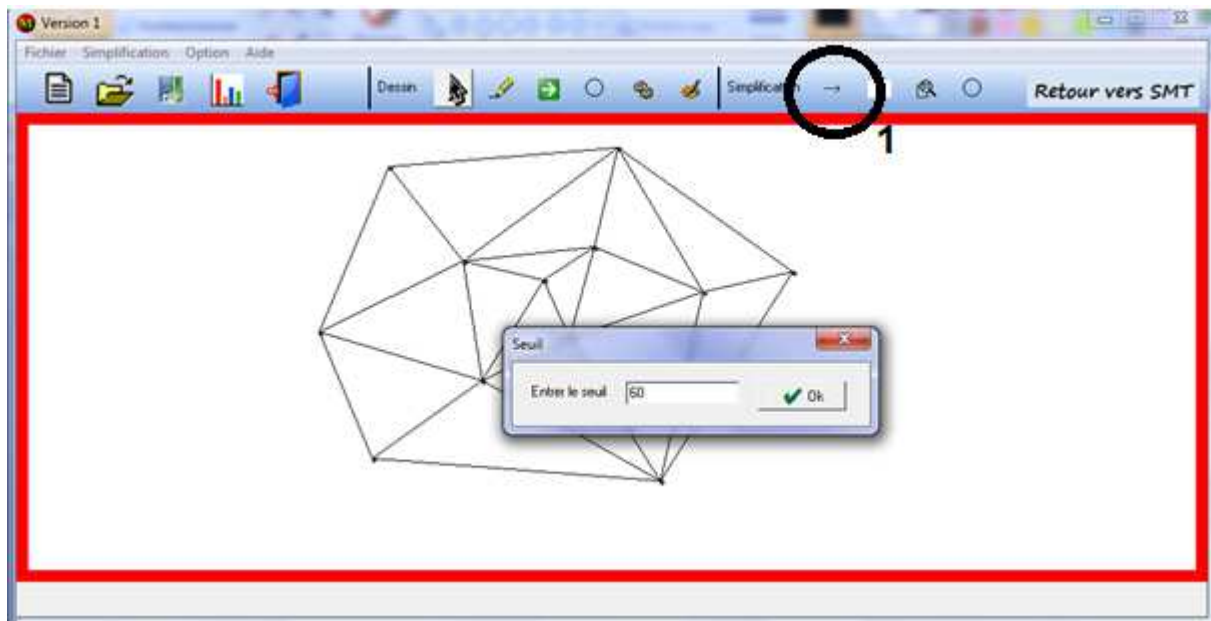 Version 1
Fichier Simplification Option Aide
Dessin Simplification Retour vers SMT
1
Seuil
Entrer le seuil 60 Ok